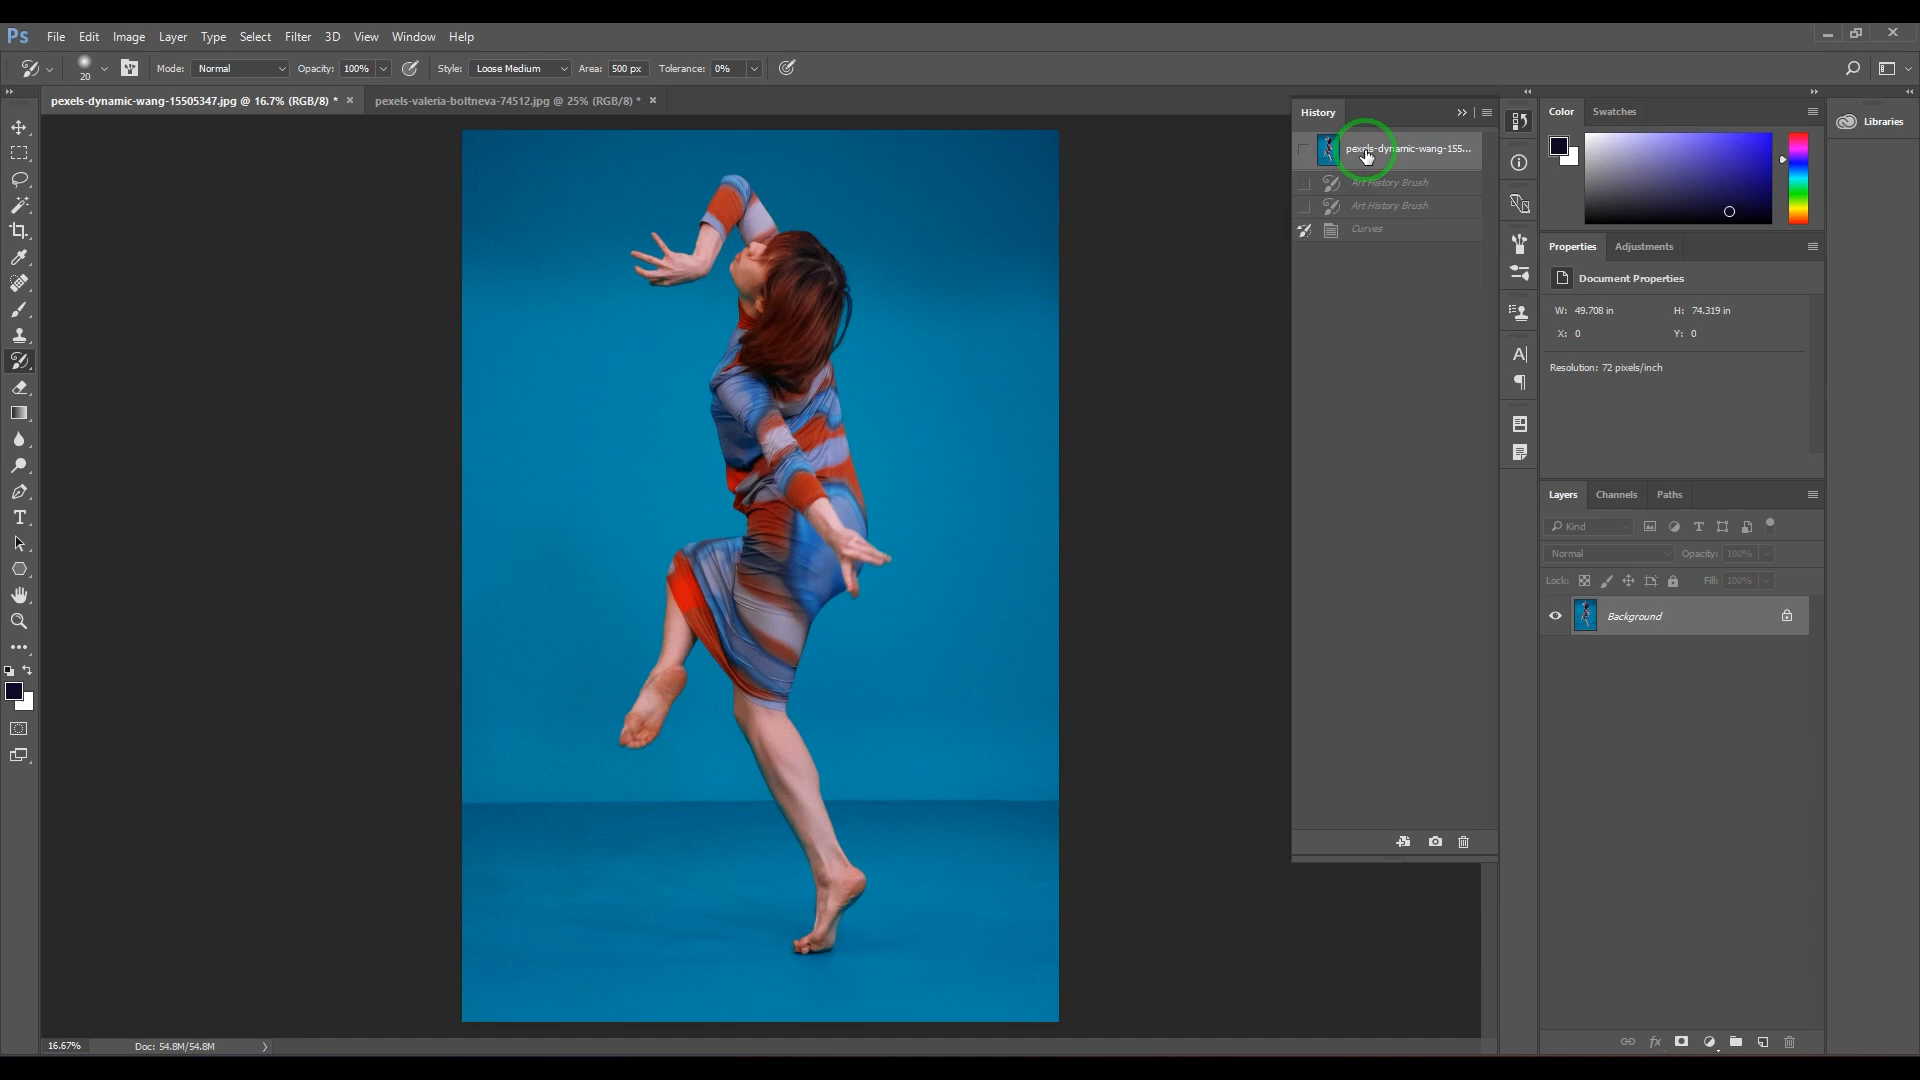 Ps File Edit Image Layer Type Select Filter 3D View Window Help
20 Mode: Normal Opacity: 100% Style: Loose Medium Area: 500 px Tolerance: 0%
pexels-dynamic-wang-15505347.jpg @ 16.7% (RGB/8) * × pexels-valeria-boltneva-74512.jpg @ 25% (RGB/8) * ×
History
pexels-dynamic-wang-155...
Art History Brush
Art History Brush
Curves
Color Swatches
Libraries
Properties Adjustments
Document Properties
W: 49.708 in H: 74.319 in
X: 0 Y: 0
Resolution: 72 pixels/inch
Layers Channels Paths
Kind
Normal Opacity: 100%
Lock: Fill: 100%
Background
16.67% Doc: 54.8M/54.8M